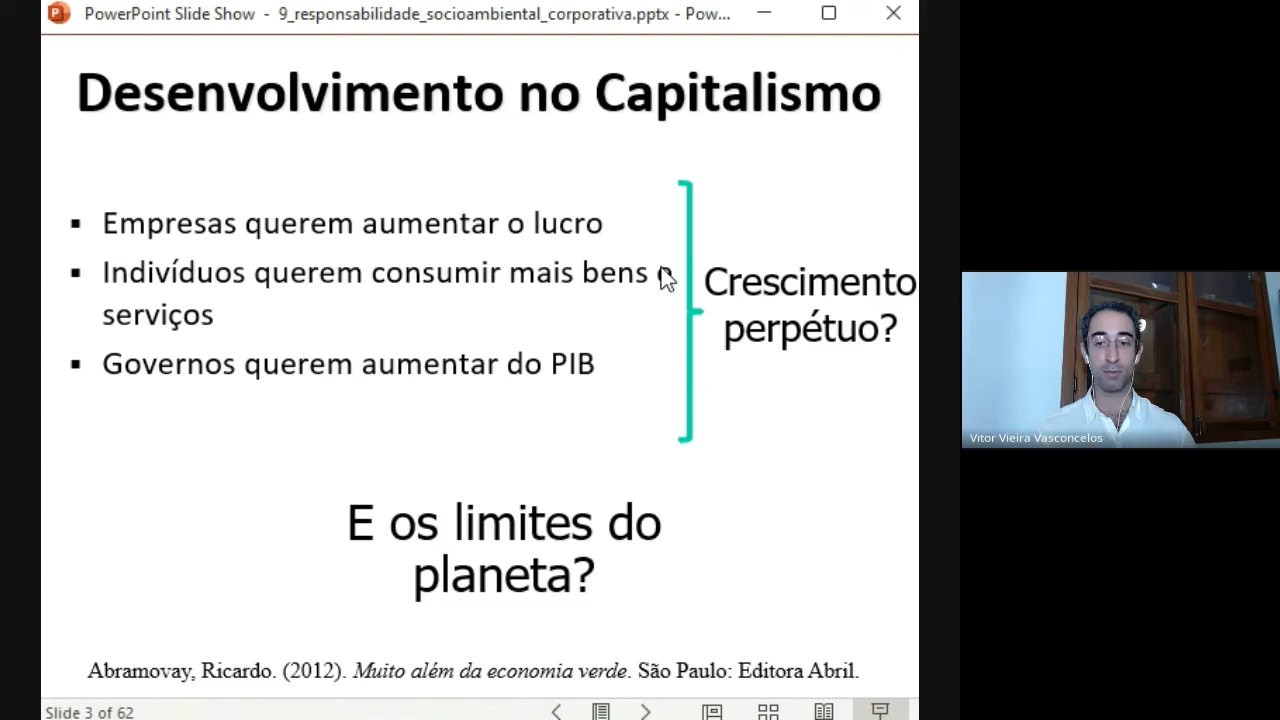 PowerPoint Slide Show - 9_responsabilidade_socioambiental_corporativa.pptx - Pow...
Desenvolvimento no Capitalismo
▪ Empresas querem aumentar o lucro
▪ Indivíduos querem consumir mais bens e
serviços
▪ Governos querem aumentar do PIB
Crescimento
perpétuo?
E os limites do
planeta?
Abramovay, Ricardo. (2012). Muito além da economia verde. São Paulo: Editora Abril.
Slide 3 of 62
Vitor Vieira Vasconcelos